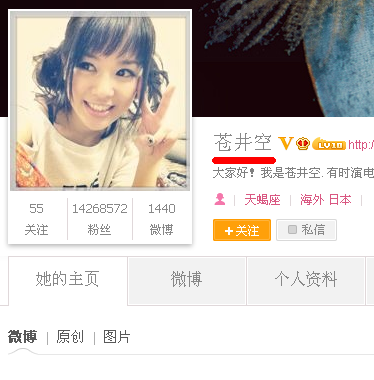 苍井空 V LV10 http:/
大家好! 我是苍井空. 有时演电
天蝎座 | 海外 日本 |
+关注 私信
55 14268572 1440
关注 粉丝 微博
她的主页 微博 个人资料
微博 | 原创 | 图片